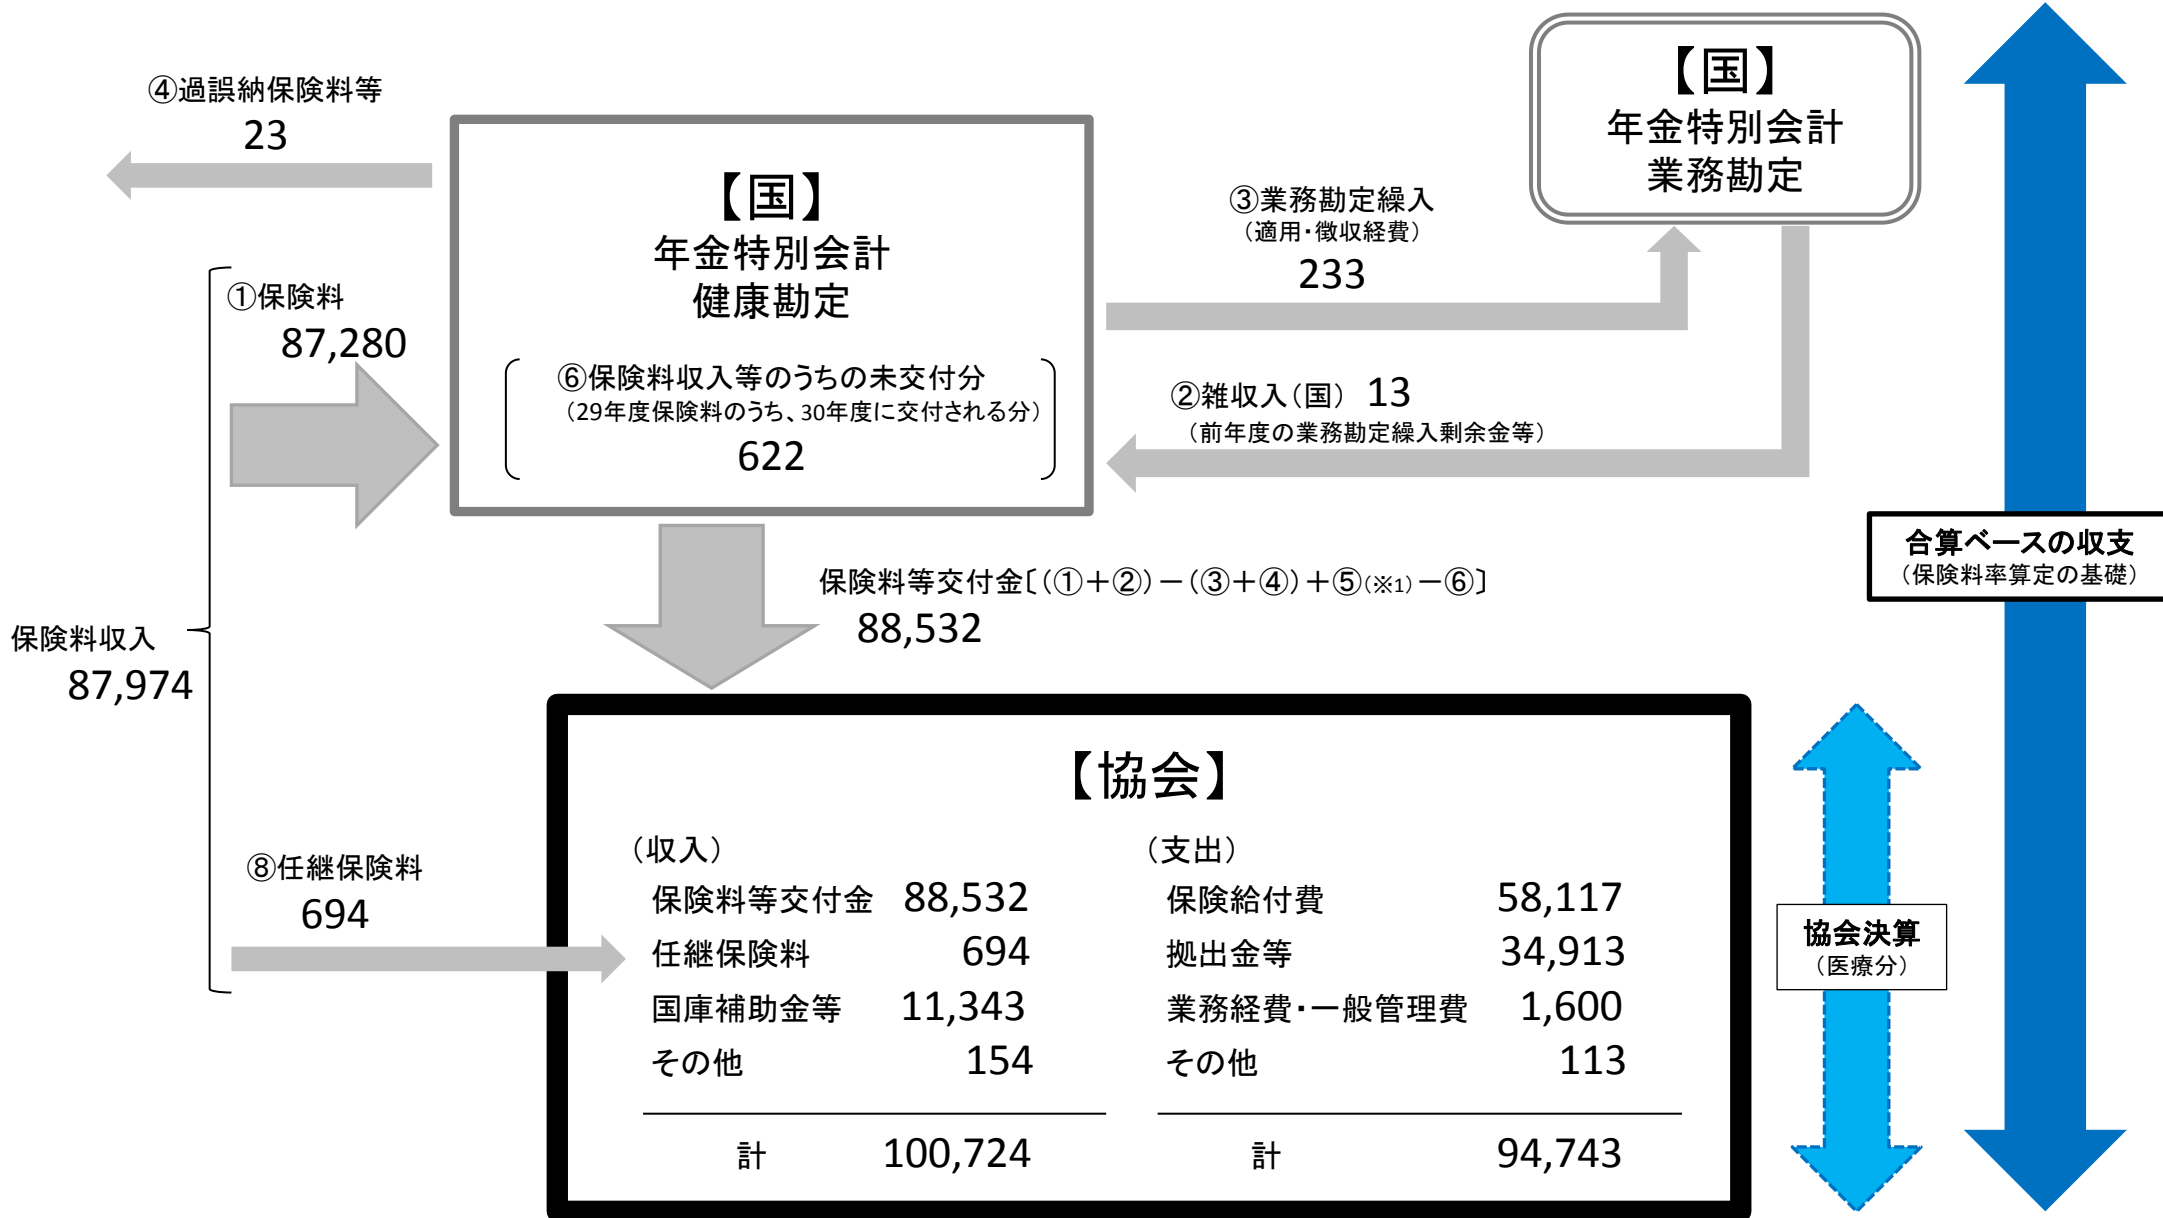 ④過誤納保険料等
23
【国】
年金特別会計
業務勘定
【国】
年金特別会計
健康勘定
③業務勘定繰入
（適用・徴収経費）
233
①保険料
87,280
⑥保険料収入等のうちの未交付分
（29年度保険料のうち、30年度に交付される分）
622
②雑収入（国） 13
（前年度の業務勘定繰入剰余金等）
合算ベースの収支
（保険料率算定の基礎）
保険料等交付金〔（①＋②）－（③＋④）＋⑤（※1）－⑥〕
88,532
保険料収入
87,974
【協会】
（収入）
保険料等交付金 88,532
任継保険料 694
国庫補助金等 11,343
その他 154
計 100,724
（支出）
保険給付費 58,117
拠出金等 34,913
業務経費・一般管理費 1,600
その他 113
計 94,743
⑧任継保険料
694
協会決算
（医療分）